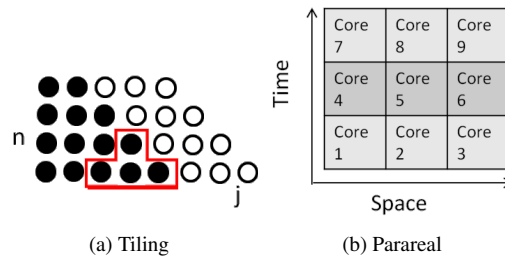 n
j
(a) Tiling
Time
Core
7
Core
8
Core
9
Core
4
Core
5
Core
6
Core
1
Core
2
Core
3
Space
(b) Parareal